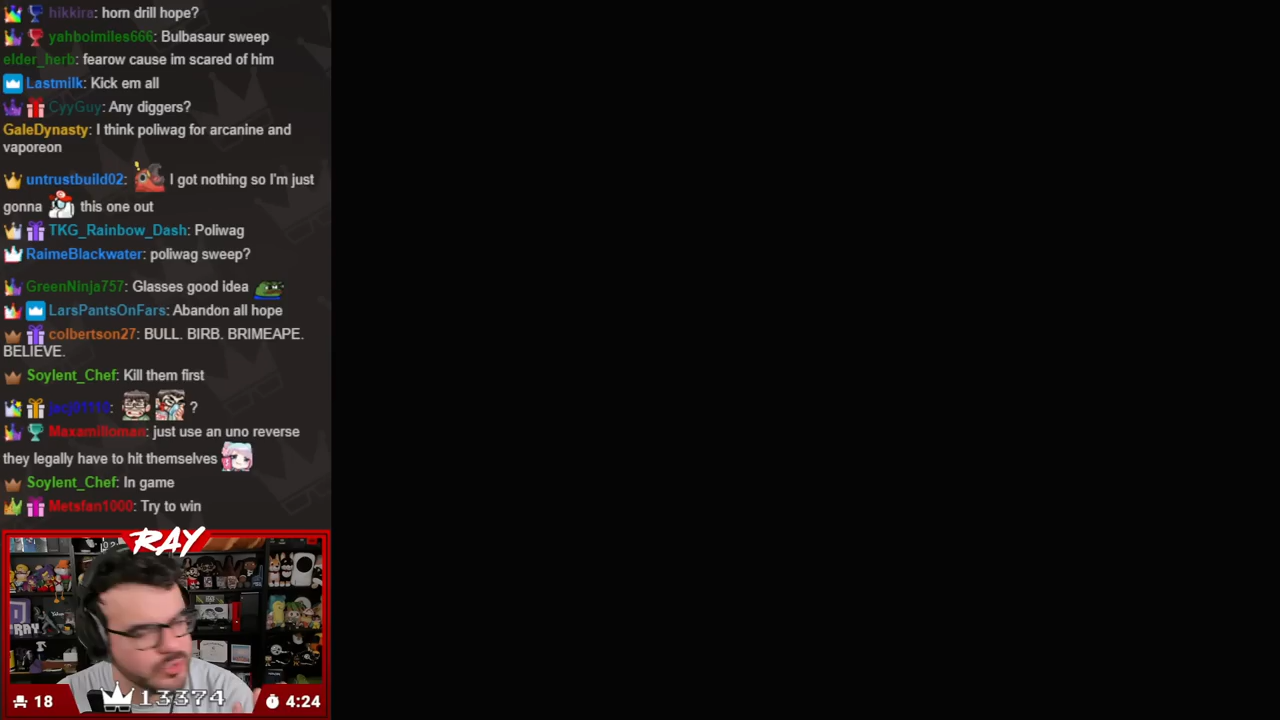 hikkira: horn drill hope?
yahboimiles666: Bulbasaur sweep
elder_herb: fearow cause im scared of him
Lastmilk: Kick em all
CyyGuy: Any diggers?
GaleDynasty: I think poliwag for arcanine and
vaporeon
untrustbuild02: I got nothing so I'm just
gonna this one out
TKG_Rainbow_Dash: Poliwag
RaimeBlackwater: poliwag sweep?
GreenNinja757: Glasses good idea
LarsPantsOnFars: Abandon all hope
colbertson27: BULL. BIRB. BRIMEAPE.
BELIEVE.
Soylent_Chef: Kill them first
jacj01110: ?
Maxamilloman: just use an uno reverse
they legally have to hit themselves
Soylent_Chef: In game
Metsfan1000: Try to win
RAY
18
13374
4:24